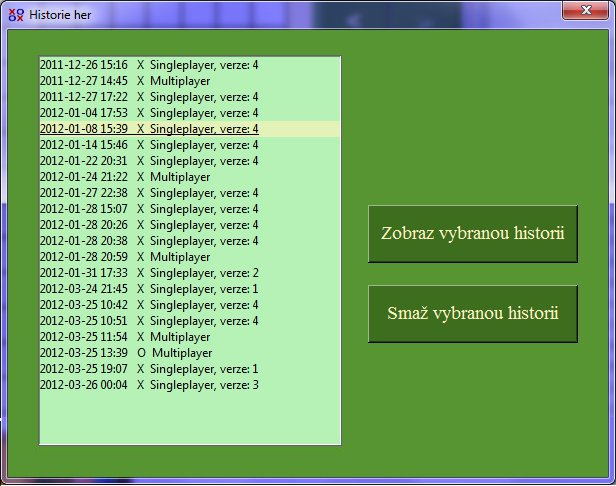 Historie her
2011-12-26 15:16 X Singleplayer, verze: 4
2011-12-27 14:45 X Multiplayer
2011-12-27 17:22 X Singleplayer, verze: 4
2012-01-04 17:53 X Singleplayer, verze: 4
2012-01-08 15:39 X Singleplayer, verze: 4
2012-01-14 15:46 X Singleplayer, verze: 4
2012-01-22 20:31 X Singleplayer, verze: 4
2012-01-24 21:22 X Multiplayer
2012-01-27 22:38 X Singleplayer, verze: 4
2012-01-28 15:07 X Singleplayer, verze: 4
2012-01-28 20:26 X Singleplayer, verze: 4
2012-01-28 20:38 X Singleplayer, verze: 4
2012-01-28 20:59 X Multiplayer
2012-01-31 17:33 X Singleplayer, verze: 2
2012-03-24 21:45 X Singleplayer, verze: 1
2012-03-25 10:42 X Singleplayer, verze: 4
2012-03-25 10:51 X Singleplayer, verze: 4
2012-03-25 11:54 X Multiplayer
2012-03-25 13:39 O Multiplayer
2012-03-25 19:07 X Singleplayer, verze: 1
2012-03-26 00:04 X Singleplayer, verze: 3
Zobraz vybranou historii
Smaž vybranou historii